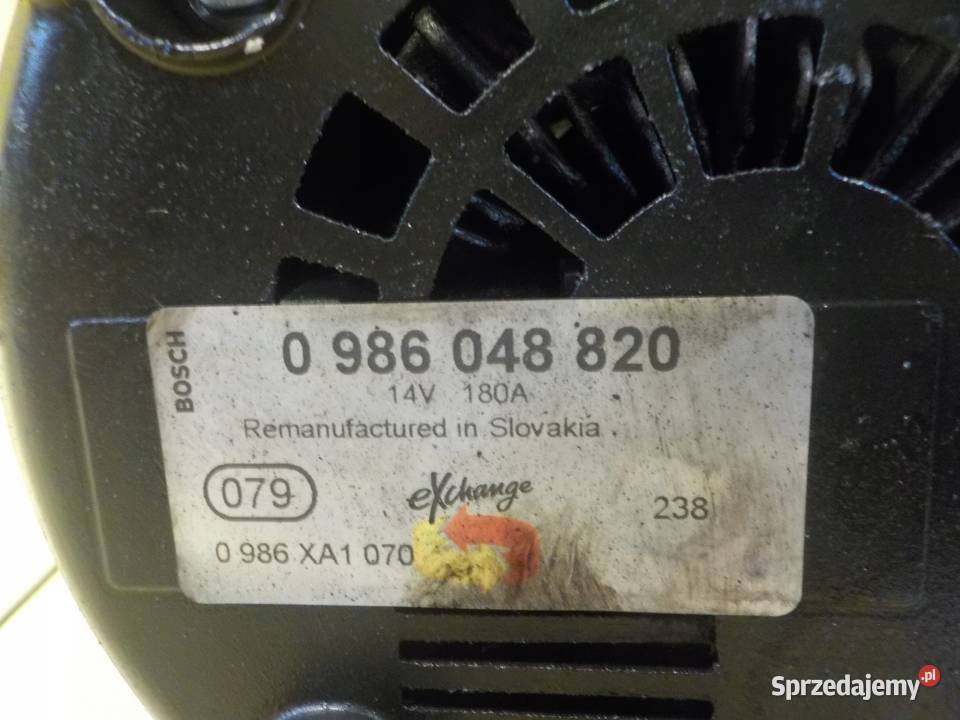 BOSCH
0 986 048 820
14V 180A
Remanufactured in Slovakia
079
eXchange
238
0 986 XA1 070
Sprzedajemy.pl